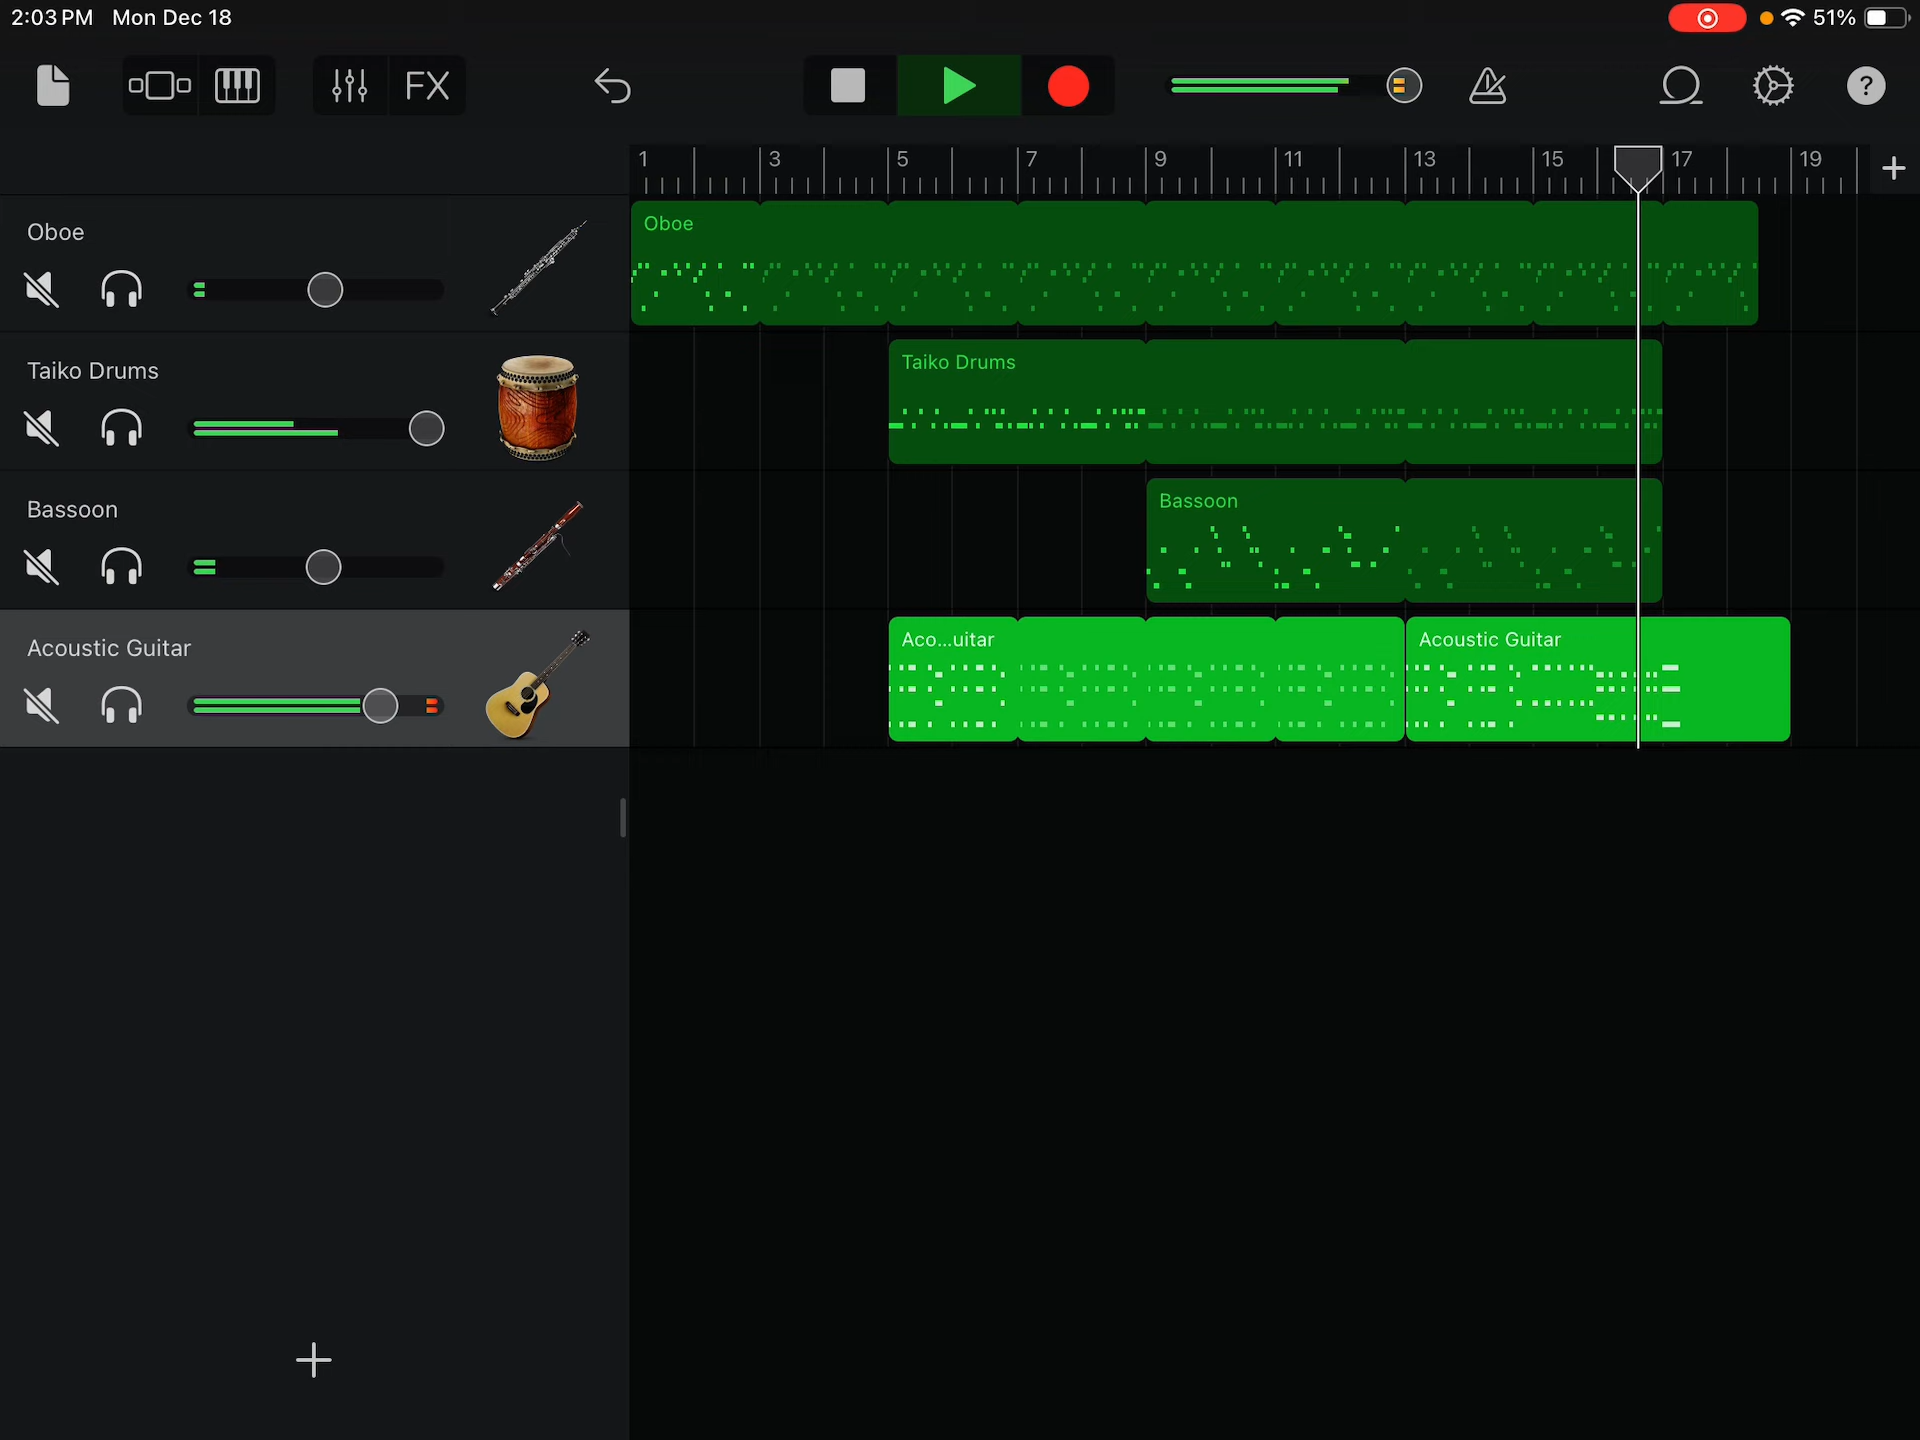 2:03 PM Mon Dec 18
51%
FX
?
1 3 5 7 9 11 13 15 17 19
Oboe
Oboe
Taiko Drums
Taiko Drums
Bassoon
Bassoon
Acoustic Guitar
Aco...uitar
Acoustic Guitar